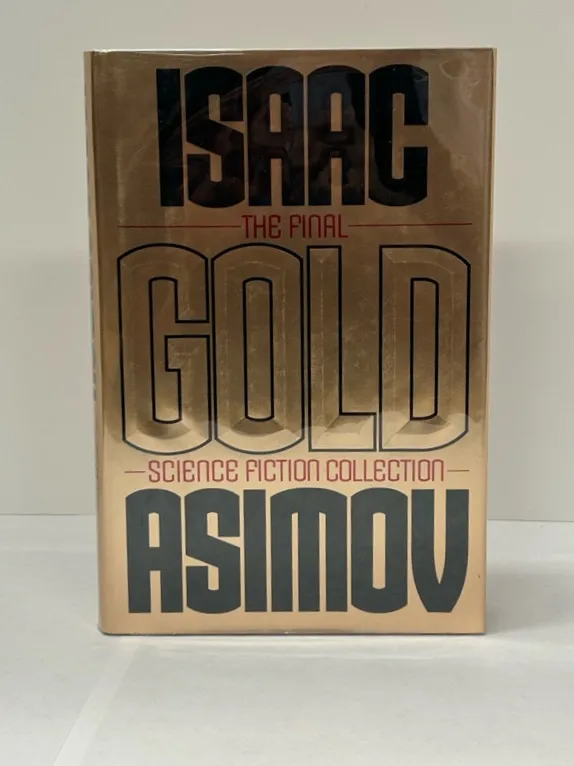 ISAAC
THE FINAL
GOLD
SCIENCE FICTION COLLECTION
ASIMOV